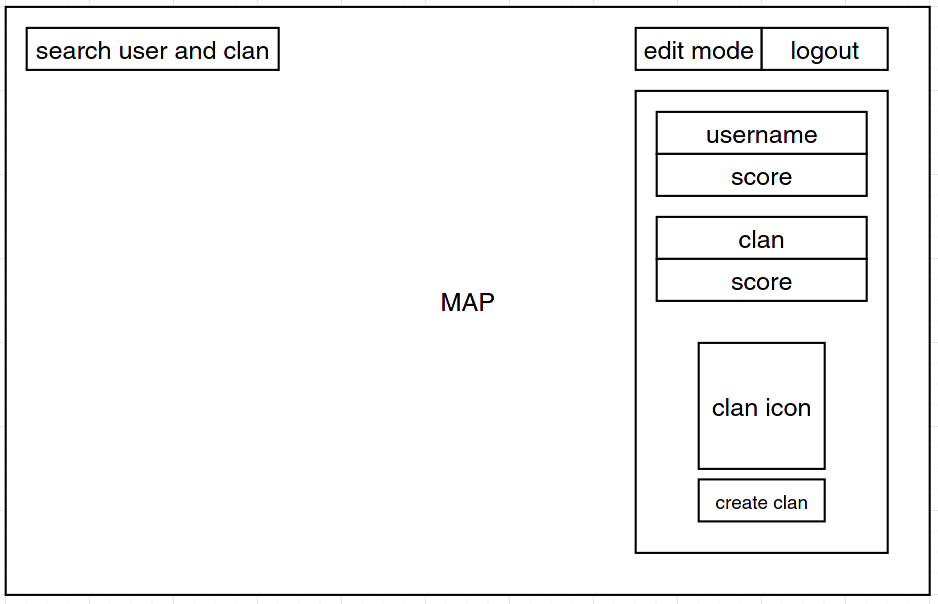 search user and clan
edit mode
logout
username
score
clan
score
MAP
clan icon
create clan